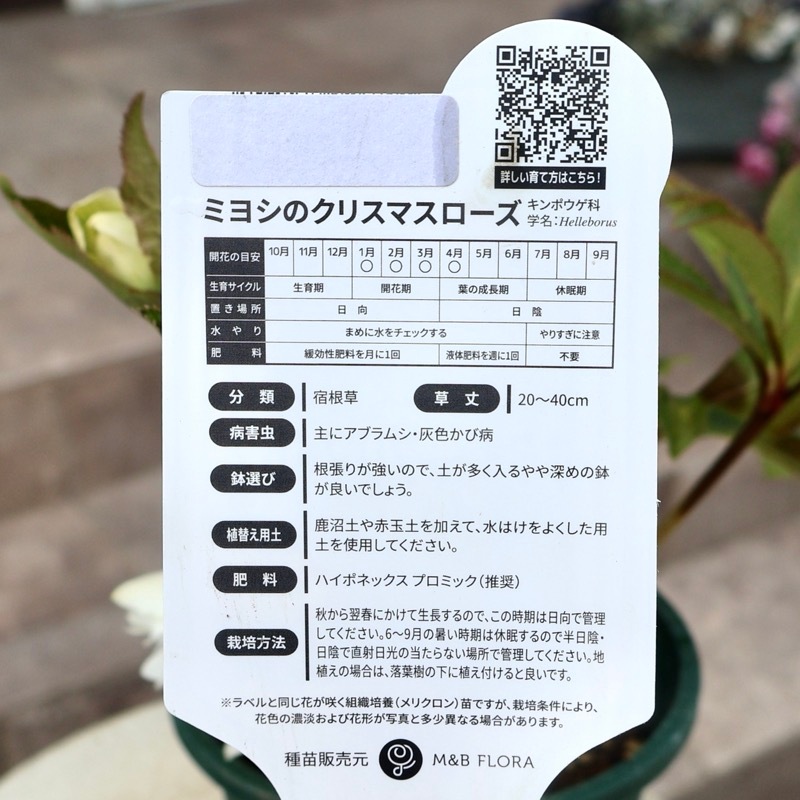 詳しい育て方はこちら!
ミヨシのクリスマスローズ
キンポウゲ科
学名:Helleborus
開花の目安 10月 11月 12月 1月 2月 3月 4月 5月 6月 7月 8月 9月
○ ○ ○ ○
生育サイクル 生育期 開花期 葉の成長期 休眠期
置き場所 日向 日陰
水やり まめに水をチェックする やりすぎに注意
肥料 緩効性肥料を月に1回 液体肥料を週に1回 不要
分類 宿根草 草丈 20〜40cm
病害虫 主にアブラムシ・灰色かび病
鉢選び 根張りが強いので、土が多く入るやや深めの鉢
が良いでしょう。
植替え用土 鹿沼土や赤玉土を加えて、水はけをよくした用
土を使用してください。
肥料 ハイポネックス プロミック(推奨)
栽培方法 秋から翌春にかけて生長するので、この時期は日向で管理
してください。6〜9月の暑い時期は休眠するので半日陰・
日陰で直射日光の当たらない場所で管理してください。地
植えの場合は、落葉樹の下に植え付けると良いです。
※ラベルと同じ花が咲く組織培養(メリクロン)苗ですが、栽培条件により、
花色の濃淡および花形が写真と多少異なる場合があります。
種苗販売元 M&B FLORA